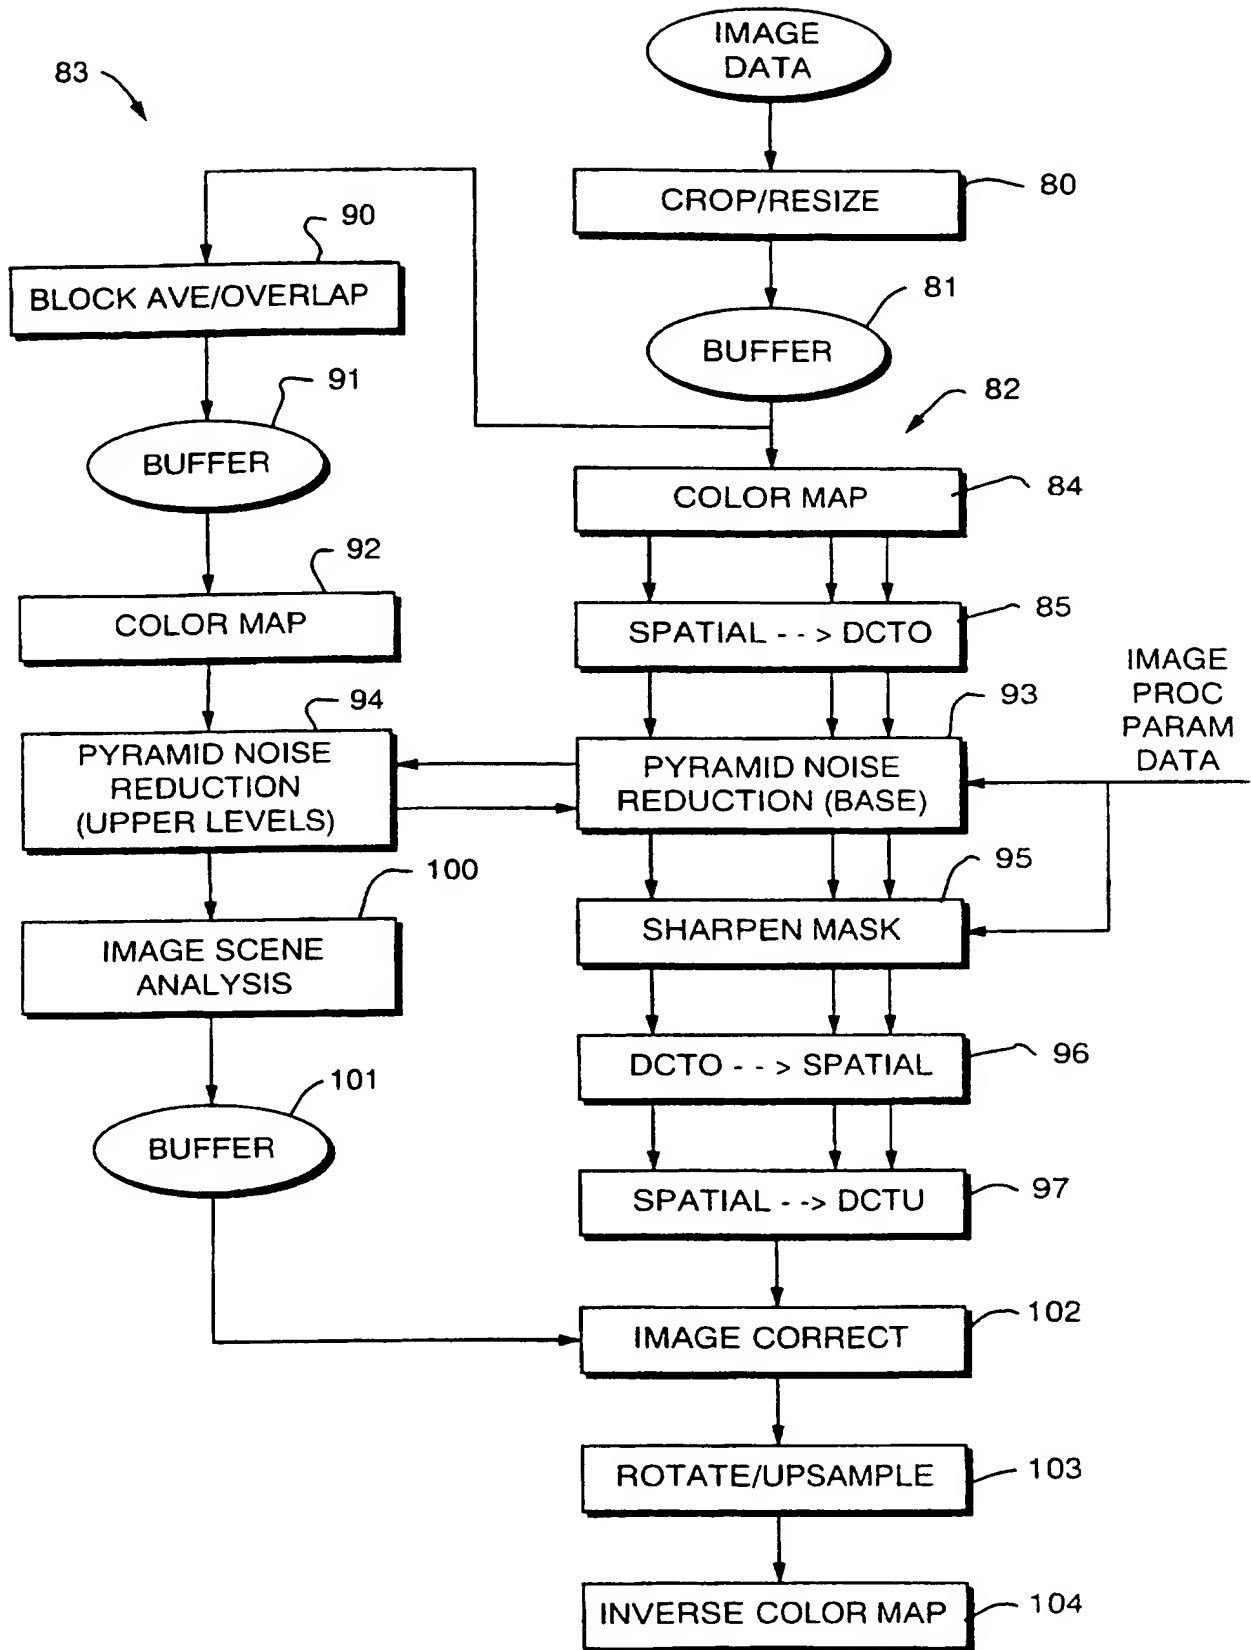 IMAGE
DATA
83
CROP/RESIZE
80
90
BLOCK AVE/OVERLAP
81
BUFFER
91
82
BUFFER
COLOR MAP
84
92
COLOR MAP
SPATIAL - - > DCTO
85
IMAGE
PROC
PARAM
DATA
94
PYRAMID NOISE
REDUCTION
(UPPER LEVELS)
93
PYRAMID NOISE
REDUCTION (BASE)
100
IMAGE SCENE
ANALYSIS
95
SHARPEN MASK
DCTO - - > SPATIAL
96
101
BUFFER
SPATIAL - -> DCTU
97
IMAGE CORRECT
102
ROTATE/UPSAMPLE
103
INVERSE COLOR MAP
104